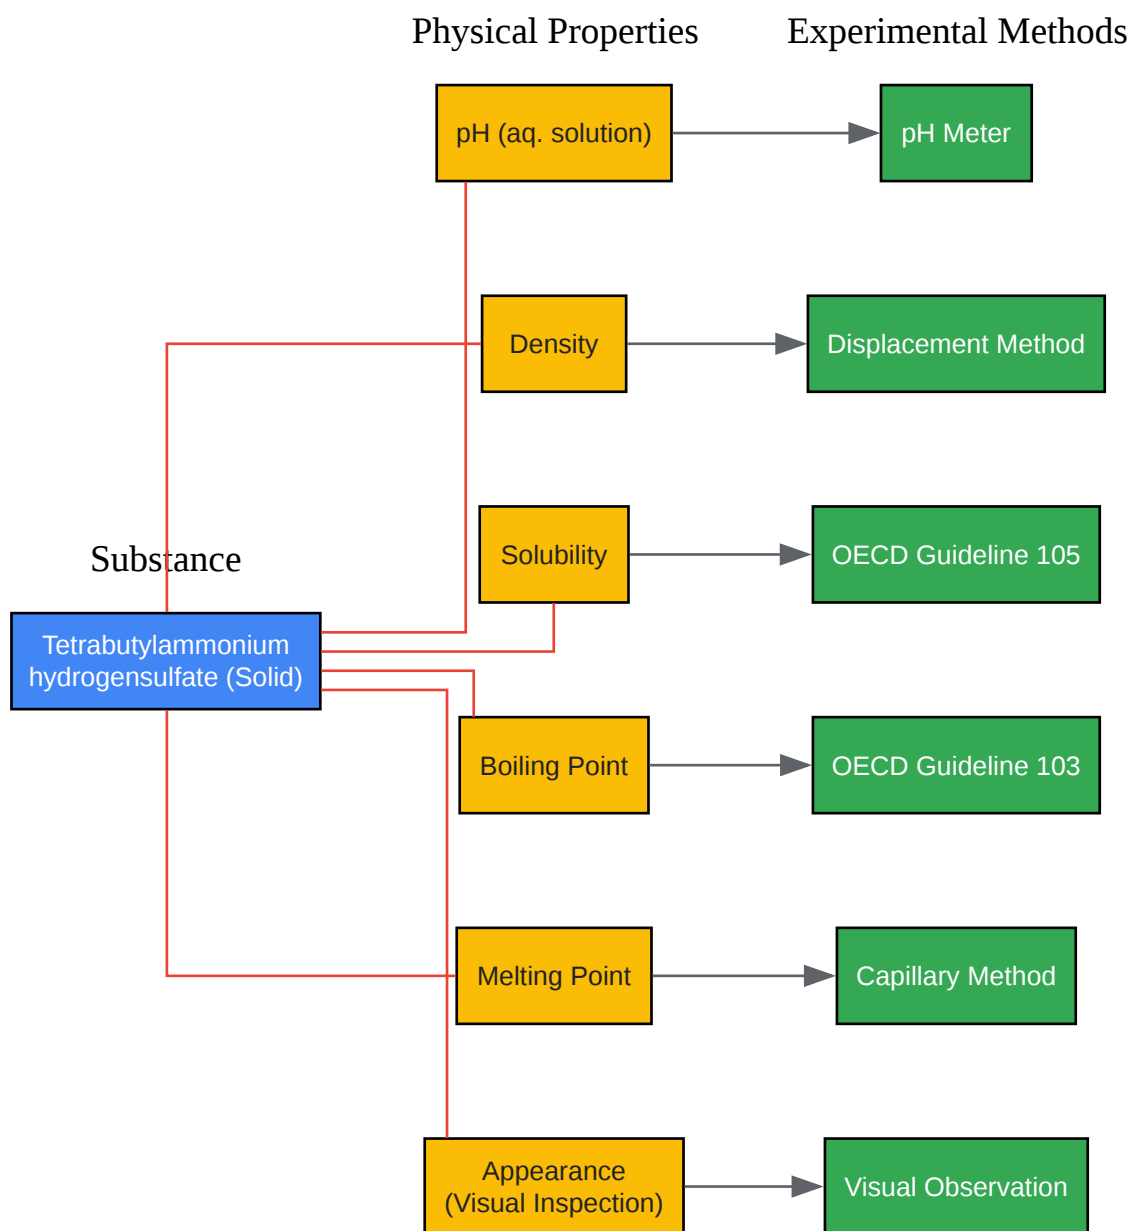 Physical Properties
Experimental Methods
pH (aq. solution)
pH Meter
Density
Displacement Method
Substance
Solubility
OECD Guideline 105
Tetrabutylammonium
hydrogensulfate (Solid)
Boiling Point
OECD Guideline 103
Melting Point
Capillary Method
Appearance
(Visual Inspection)
Visual Observation